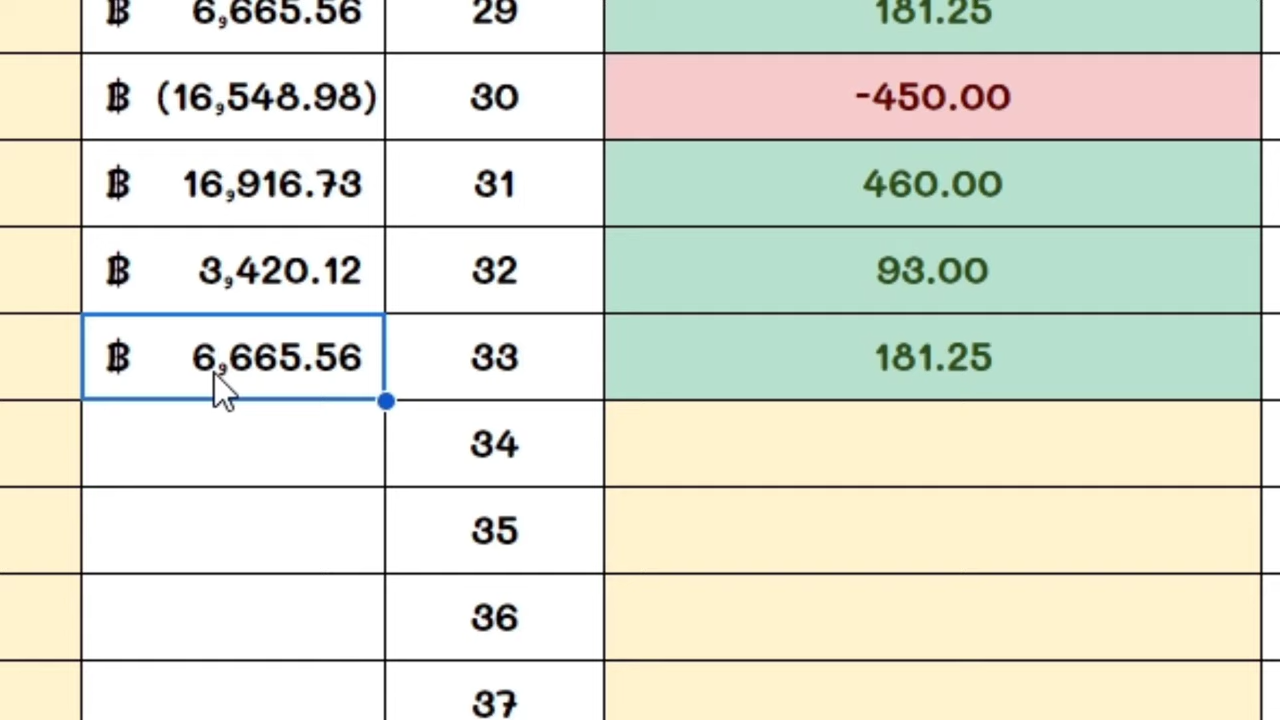 ฿ 6,665.56 29 181.25
฿ (16,548.98) 30 -450.00
฿ 16,916.73 31 460.00
฿ 3,420.12 32 93.00
฿ 6,665.56 33 181.25
34
35
36
37